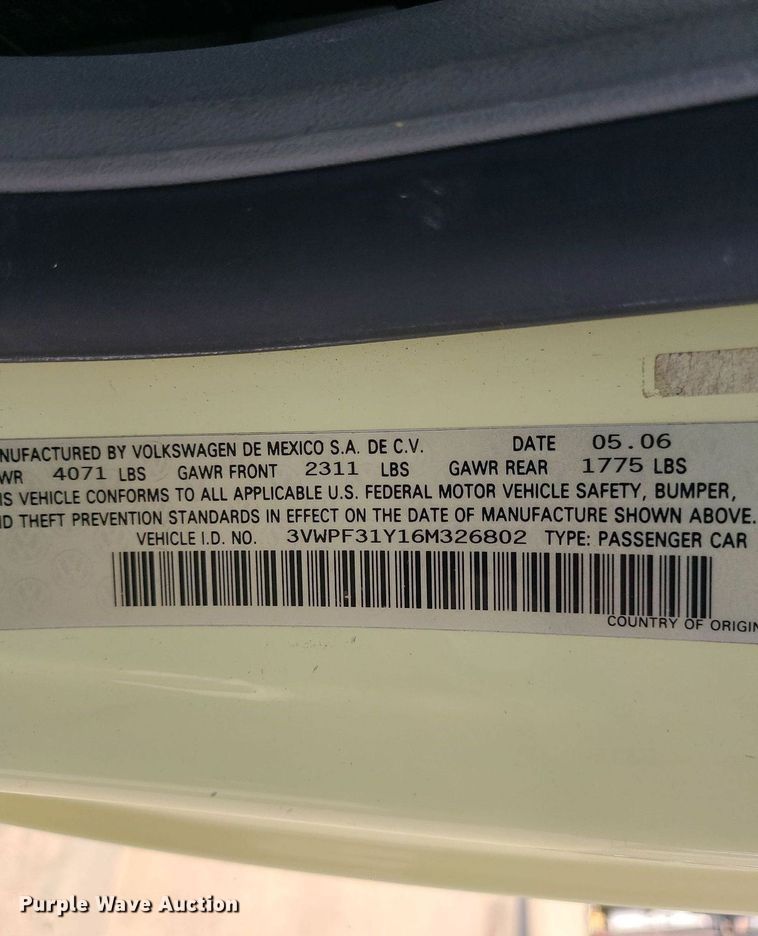 NUFACTURED BY VOLKSWAGEN DE MEXICO S.A. DE C.V. DATE 05.06
WR 4071 LBS GAWR FRONT 2311 LBS GAWR REAR 1775 LBS
IS VEHICLE CONFORMS TO ALL APPLICABLE U.S. FEDERAL MOTOR VEHICLE SAFETY, BUMPER,
D THEFT PREVENTION STANDARDS IN EFFECT ON THE DATE OF MANUFACTURE SHOWN ABOVE.
VEHICLE I.D. NO. 3VWPF31Y16M326802 TYPE: PASSENGER CAR
COUNTRY OF ORIGIN
Purple Wave Auction